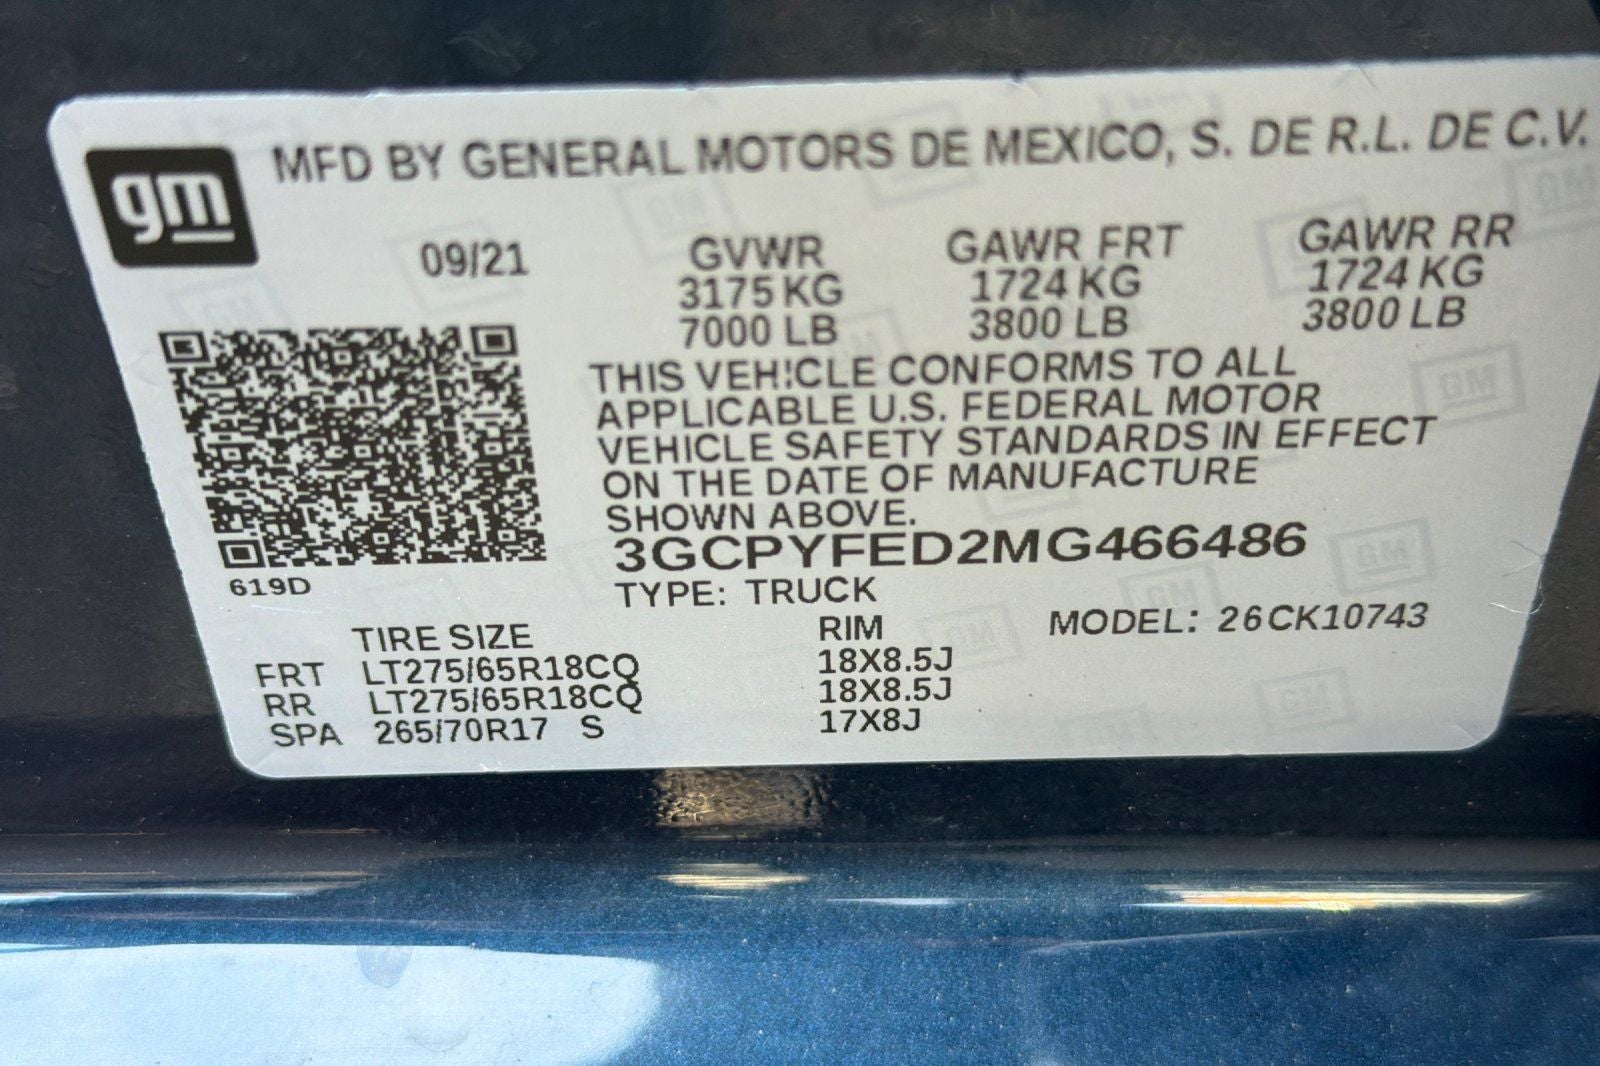 gm
MFD BY GENERAL MOTORS DE MEXICO, S. DE R.L. DE C.V.
09/21 GVWR GAWR FRT GAWR RR
3175 KG 1724 KG 1724 KG
7000 LB 3800 LB 3800 LB
THIS VEHICLE CONFORMS TO ALL
APPLICABLE U.S. FEDERAL MOTOR
VEHICLE SAFETY STANDARDS IN EFFECT
ON THE DATE OF MANUFACTURE
SHOWN ABOVE.
3GCPYFED2MG466486
619D
TYPE: TRUCK
TIRE SIZE RIM MODEL: 26CK10743
FRT LT275/65R18CQ 18X8.5J
RR LT275/65R18CQ 18X8.5J
SPA 265/70R17 S 17X8J